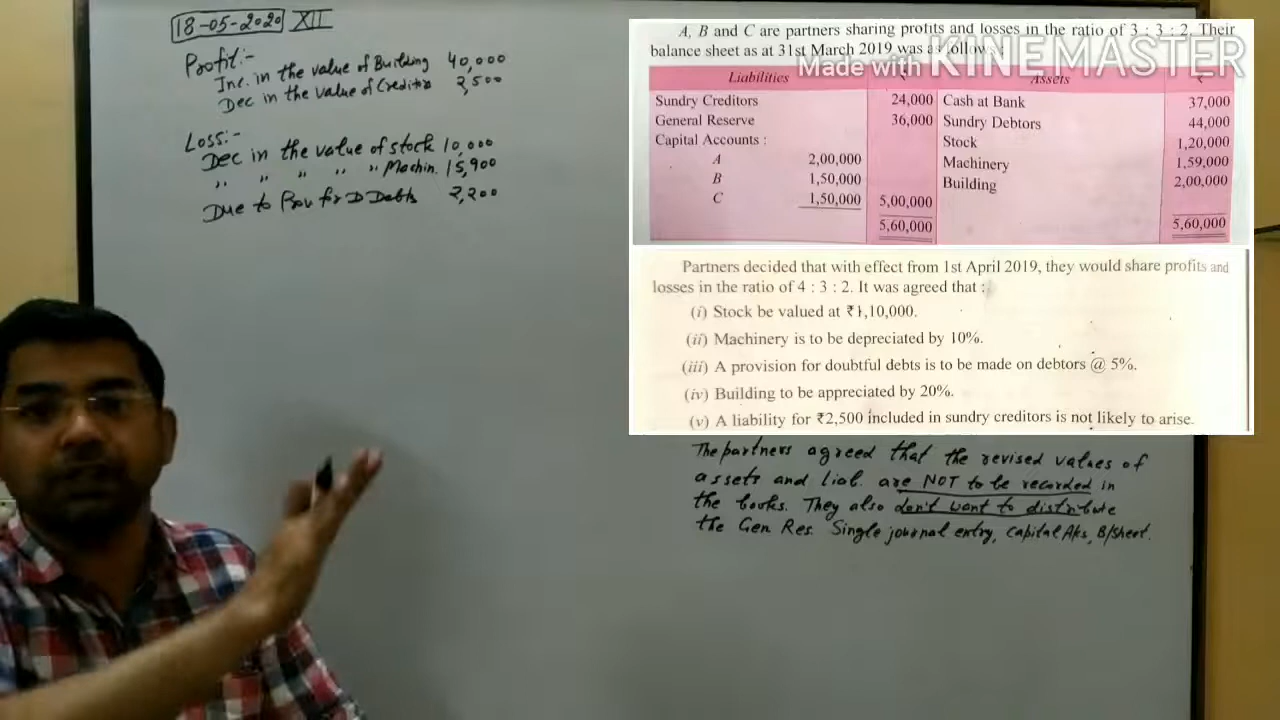 18-05-2020 XII
Profit:-
Inc. in the value of Building 40,000
Dec in the value of Creditors 2,500
Loss:-
Dec in the value of stock 10,000
" " " " " Machin. 15,900
Due to Prov for D Debts 2,200
A, B and C are partners sharing profits and losses in the ratio of 3 : 3 : 2. Their
balance sheet as at 31st March 2019 was as follow
Made with KINEMASTER
Liabilities ₹ Assets ₹
Sundry Creditors 24,000 Cash at Bank 37,000
General Reserve 36,000 Sundry Debtors 44,000
Capital Accounts : Stock 1,20,000
A 2,00,000 Machinery 1,59,000
B 1,50,000 Building 2,00,000
C 1,50,000 5,00,000
5,60,000 5,60,000
Partners decided that with effect from 1st April 2019, they would share profits and
losses in the ratio of 4 : 3 : 2. It was agreed that :
(i) Stock be valued at ₹1,10,000.
(ii) Machinery is to be depreciated by 10%.
(iii) A provision for doubtful debts is to be made on debtors @ 5%.
(iv) Building to be appreciated by 20%.
(v) A liability for ₹2,500 included in sundry creditors is not likely to arise.
The partners agreed that the revised values of
assets and Liab. are NOT to be recorded in
the books. They also don't want to distribute
the Gen Res. Single journal entry, Capital A/cs, B/Sheet.